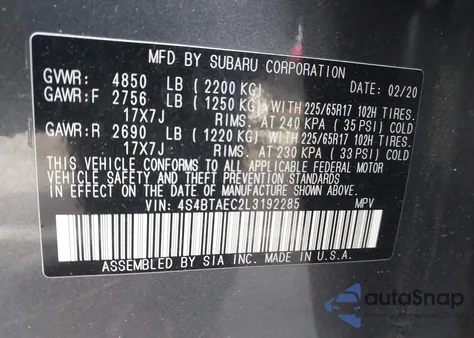 MFD BY SUBARU CORPORATION
GVWR: 4850 LB (2200 KG) DATE: 02/20
GAWR:F 2756 LB (1250 KG) WITH 225/65R17 102H TIRES.
17X7J RIMS. AT 240 KPA (35 PSI) COLD
GAWR:R 2690 LB (1220 KG) WITH 225/65R17 102H TIRES.
17X7J RIMS. AT 230 KPA (33 PSI) COLD
THIS VEHICLE CONFORMS TO ALL APPLICABLE FEDERAL MOTOR
VEHICLE SAFETY AND THEFT PREVENTION STANDARDS
IN EFFECT ON THE DATE OF MANUFACTURE SHOWN ABOVE.
VIN: 4S4BTAEC2L3192285 MPV
ASSEMBLED BY SIA INC. MADE IN U.S.A.
autoSnap